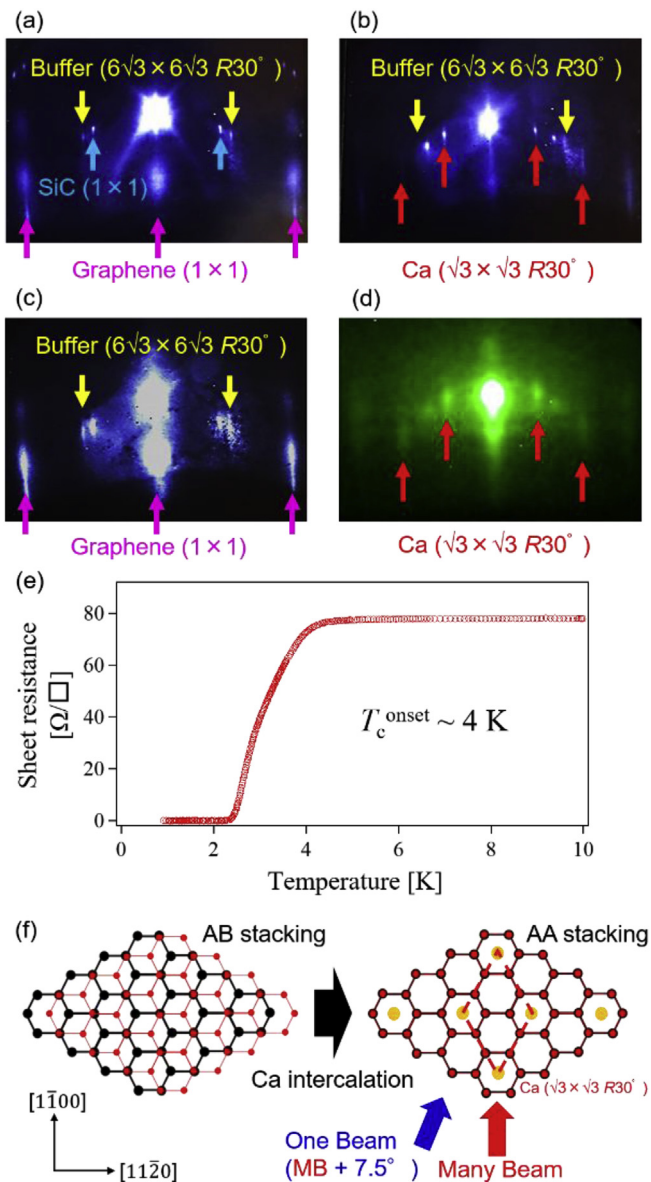 (a)
Buffer (6√3 × 6√3 R30°)
SiC (1 × 1)
Graphene (1 × 1)
(b)
Buffer (6√3 × 6√3 R30°)
Ca (√3 × √3 R30°)
(c)
Buffer (6√3 × 6√3 R30°)
Graphene (1 × 1)
(d)
Ca (√3 × √3 R30°)
(e)
Sheet resistance
[Ω/□]
80
60
40
20
0
T_c^onset ~ 4 K
0 2 4 6 8 10
Temperature [K]
(f)
AB stacking
AA stacking
Ca intercalation
Ca (√3 × √3 R30°)
[11̄00]
[112̄0]
One Beam
(MB + 7.5°)
Many Beam